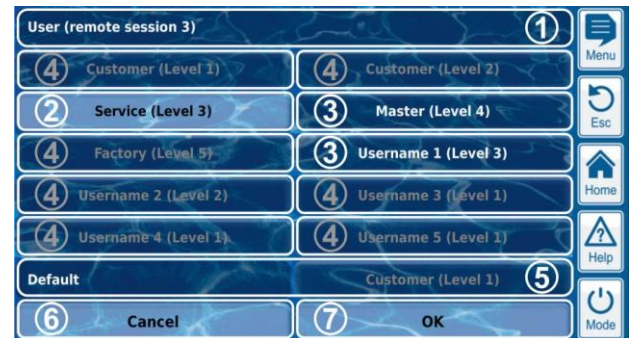 User (remote session 3) 1
Menu
4 Customer (Level 1) 4 Customer (Level 2)
2 Service (Level 3) 3 Master (Level 4)
Esc
4 Factory (Level 5) 3 Username 1 (Level 3)
Home
4 Username 2 (Level 2) 4 Username 3 (Level 1)
4 Username 4 (Level 1) 4 Username 5 (Level 1)
?
Help
Default Customer (Level 1) 5
6 Cancel 7 OK
Mode